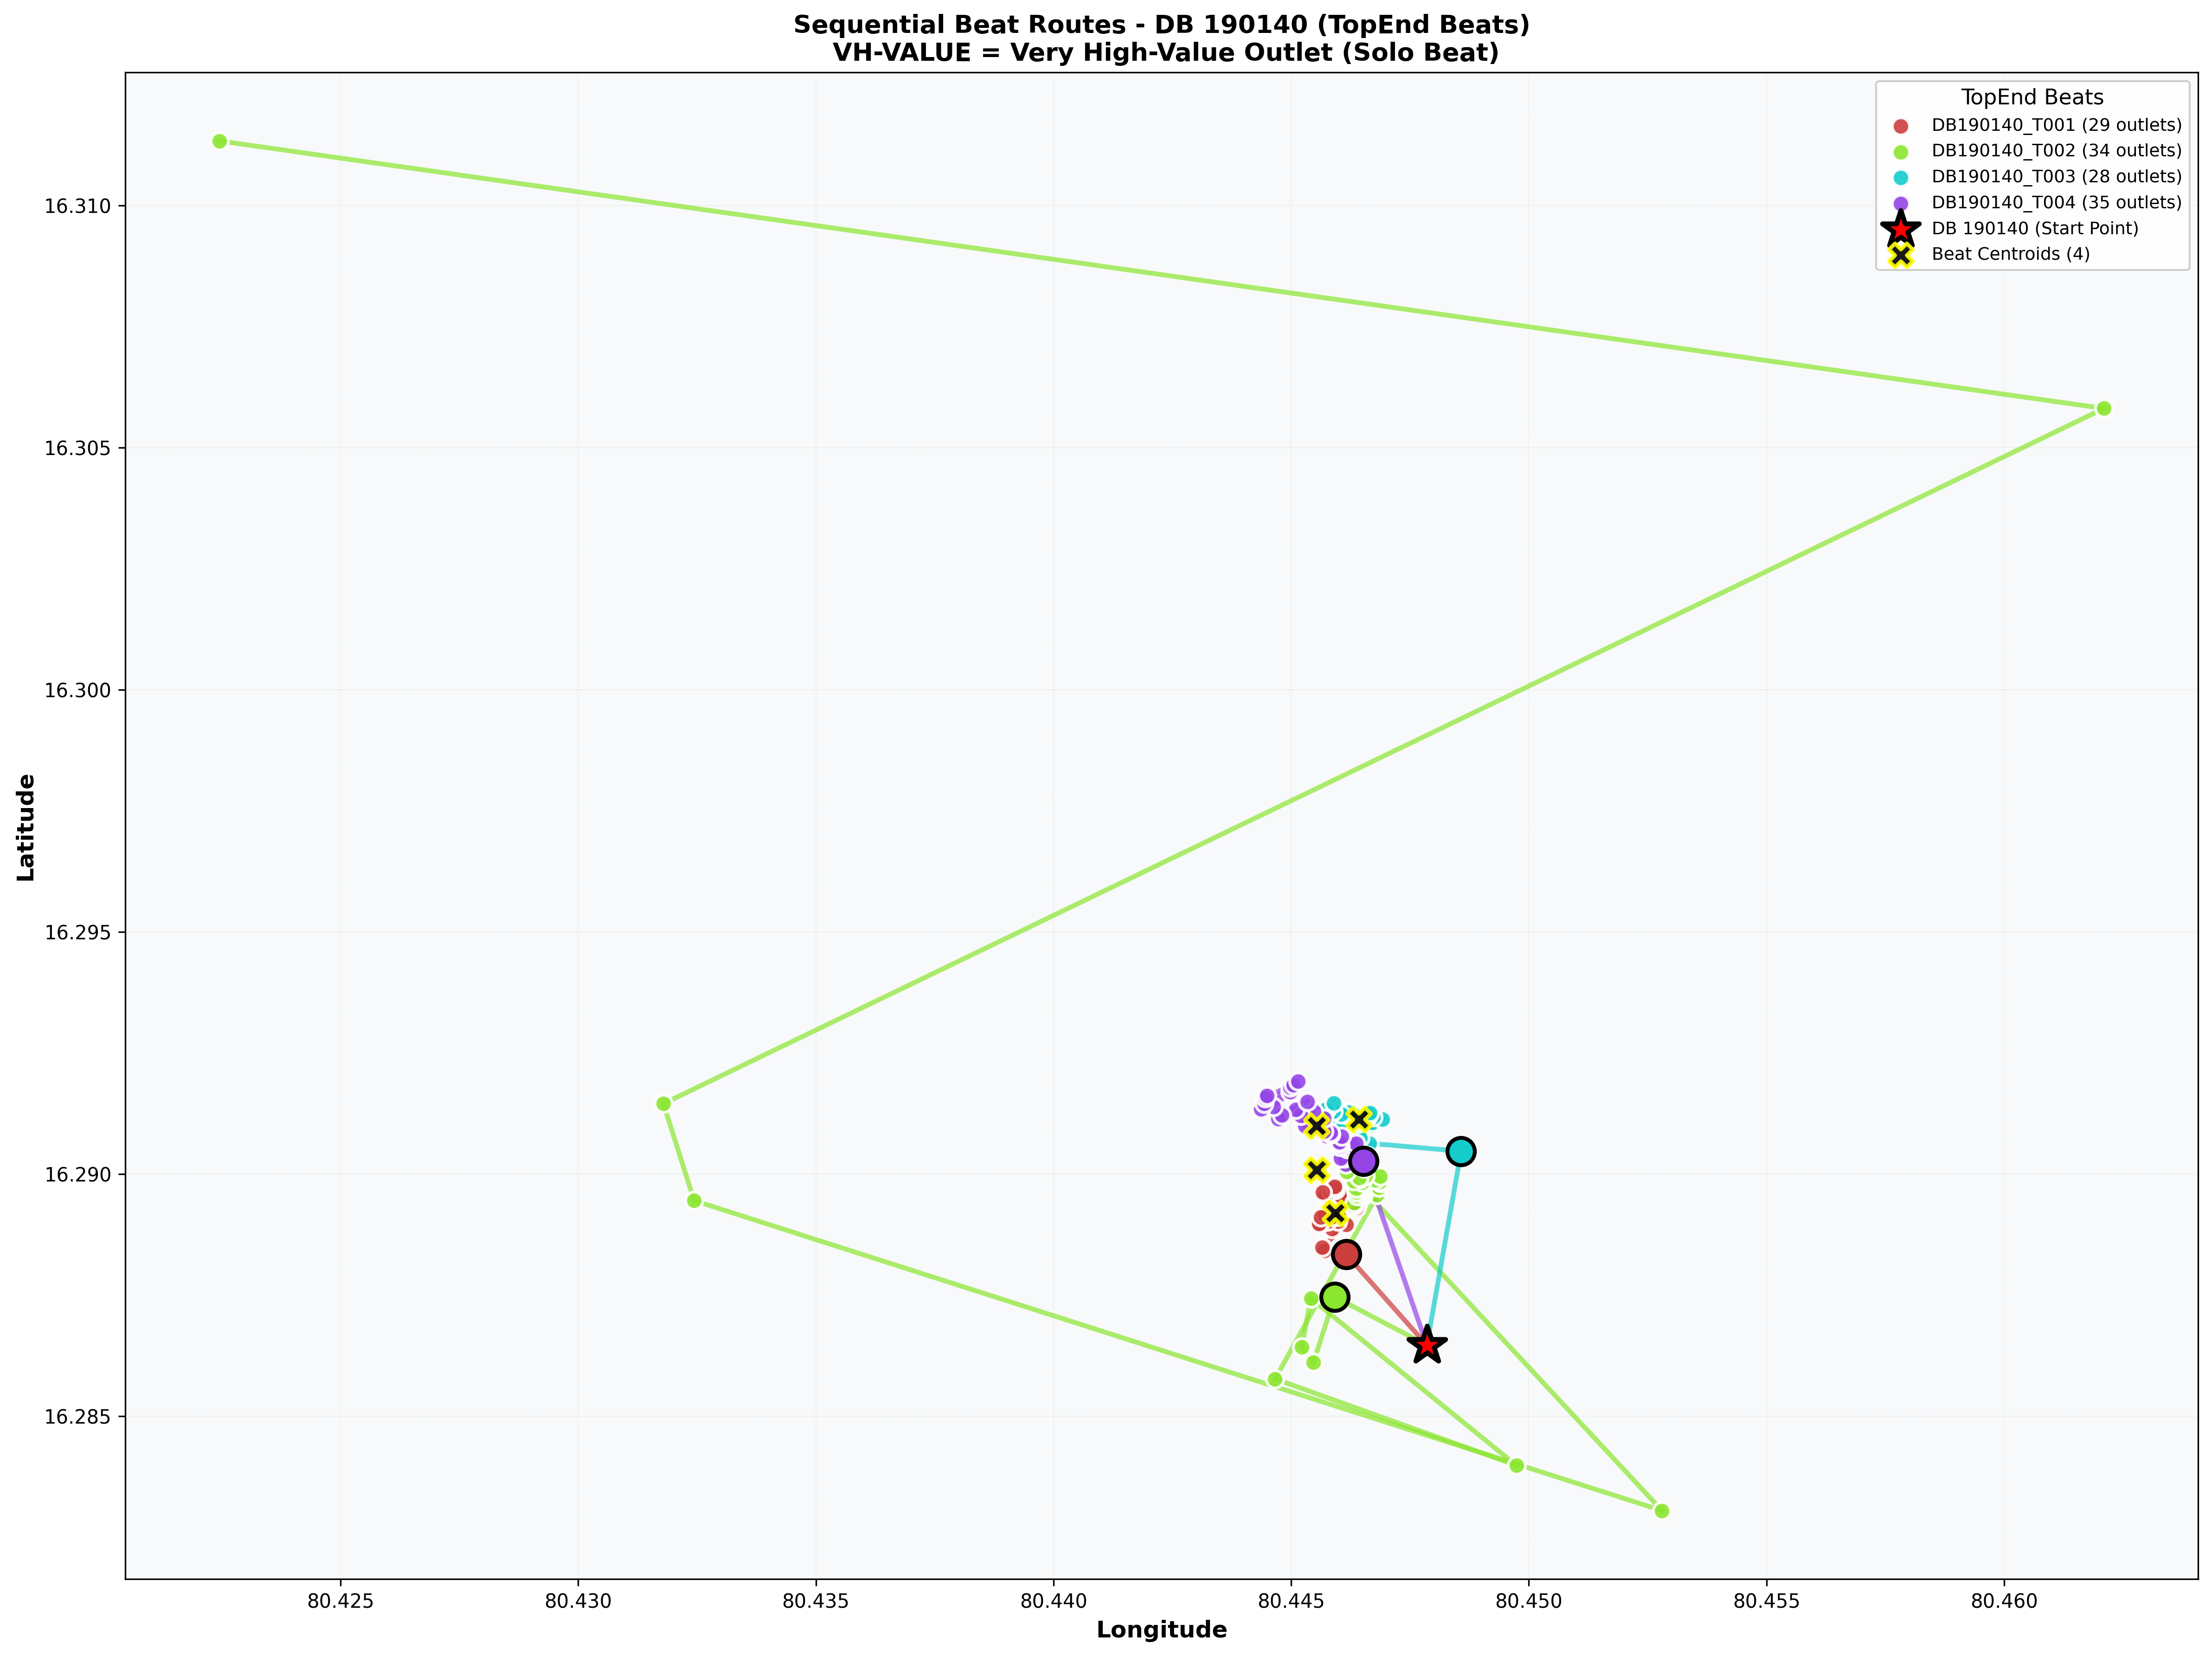 Sequential Beat Routes - DB 190140 (TopEnd Beats)
VH-VALUE = Very High-Value Outlet (Solo Beat)
TopEnd Beats
DB190140_T001 (29 outlets)
DB190140_T002 (34 outlets)
DB190140_T003 (28 outlets)
DB190140_T004 (35 outlets)
DB 190140 (Start Point)
Beat Centroids (4)
Latitude
16.310
16.305
16.300
16.295
16.290
16.285
80.425
80.430
80.435
80.440
80.445
80.450
80.455
80.460
Longitude